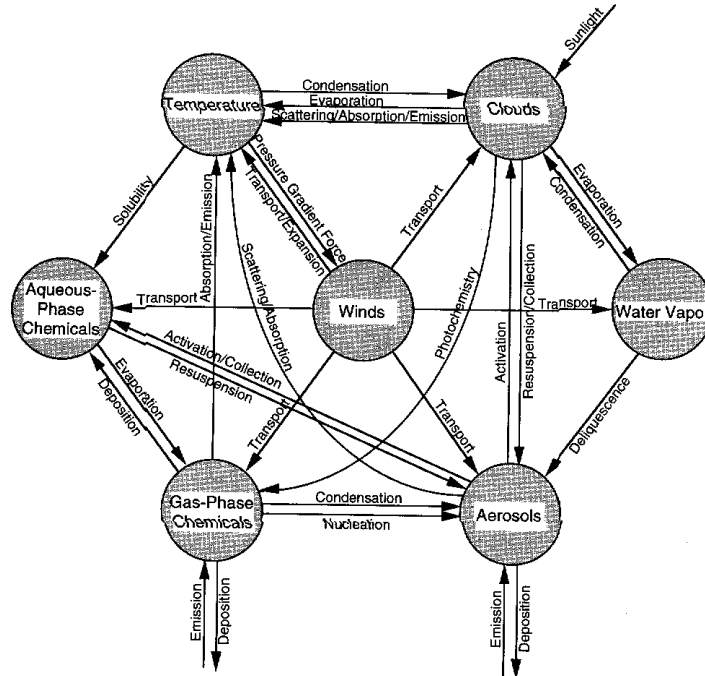 Sunlight
Condensation
Temperature
Evaporation
Clouds
Scattering/Absorption/Emission
Solubility
Absorption/Emission
Pressure Gradient Force
Transport/Expansion
Transport
Evaporation
Condensation
Aqueous-
Phase
Chemicals
Transport
Winds
Transport
Water Vapo
Scattering/Absorption
Photochemistry
Activation
Resuspension/Collection
Activation/Collection
Resuspension
Evaporation
Deposition
Transport
Transport
Deliquescence
Gas-Phase
Chemicals
Condensation
Nucleation
Aerosols
Emission
Deposition
Emission
Deposition